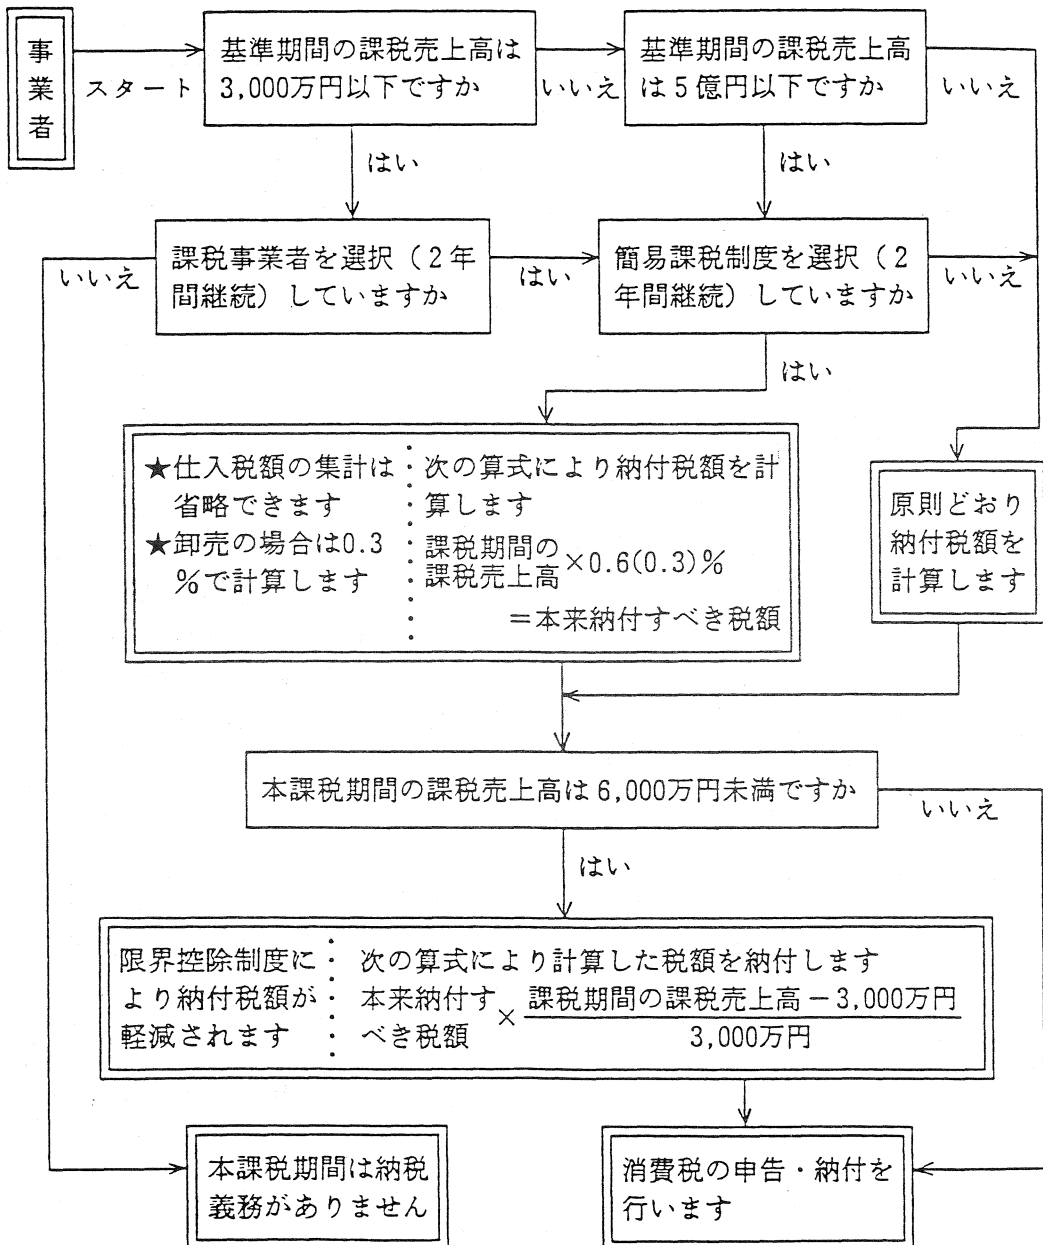 事業者
スタート
基準期間の課税売上高は
3,000万円以下ですか
いいえ
基準期間の課税売上高
は5億円以下ですか
いいえ
はい
はい
いいえ
課税事業者を選択（2年
間継続）していますか
はい
簡易課税制度を選択（2
年間継続）していますか
いいえ
はい
★仕入税額の集計は
省略できます
★卸売の場合は0.3
％で計算します
次の算式により納付税額を計
算します
課税期間の
課税売上高×0.6(0.3)％
＝本来納付すべき税額
原則どおり
納付税額を
計算します
本課税期間の課税売上高は6,000万円未満ですか
いいえ
はい
限界控除制度に
より納付税額が
軽減されます
次の算式により計算した税額を納付します
本来納付す
べき税額
×
課税期間の課税売上高－3,000万円
3,000万円
本課税期間は納税
義務がありません
消費税の申告・納付を
行います